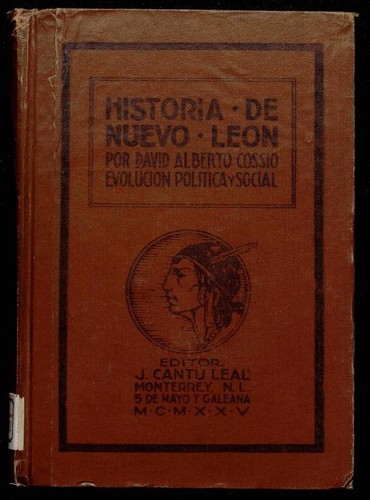 HISTORIA · DE
NUEVO · LEON
POR DAVID ALBERTO COSSIO
EVOLUCION POLITICA Y SOCIAL
EDITOR
J. CANTU LEAL
MONTERREY, N. L.
5 DE MAYO Y GALEANA
M·C·M·X·X·V